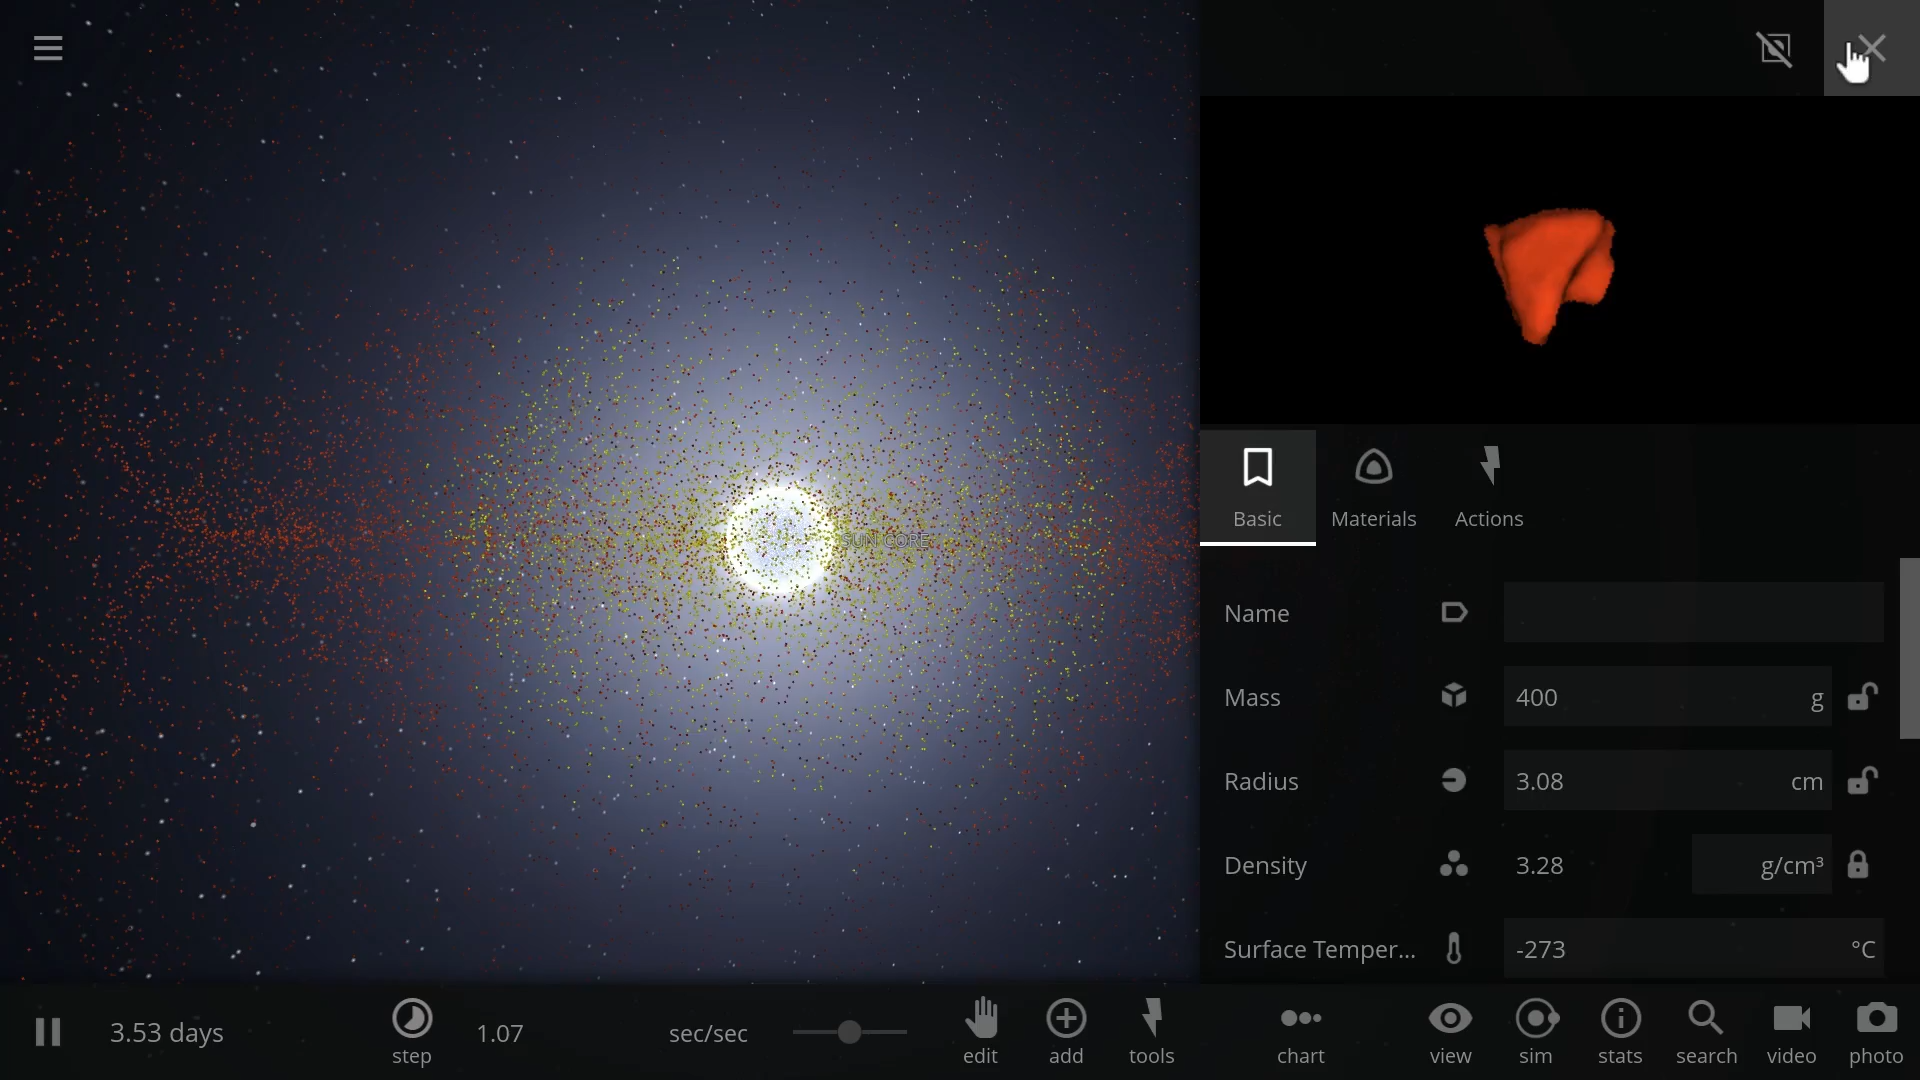 SUN CORE
Basic
Materials
Actions
Name
Mass 400 g
Radius 3.08 cm
Density 3.28 g/cm³
Surface Temper... -273 °C
3.53 days
step
1.07 sec/sec
edit
add
tools
chart
view
sim
stats
search
video
photo